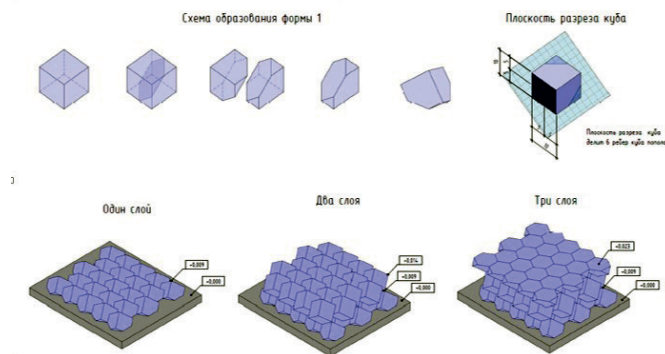 Схема образования формы 1
Плоскость разреза куба
Плоскость разреза куба
делит 6 ребер куба попола
Один слой
Два слоя
Три слоя
+0,009
+0,000
+0,014
+0,009
+0,000
+0,023
+0,009
+0,000